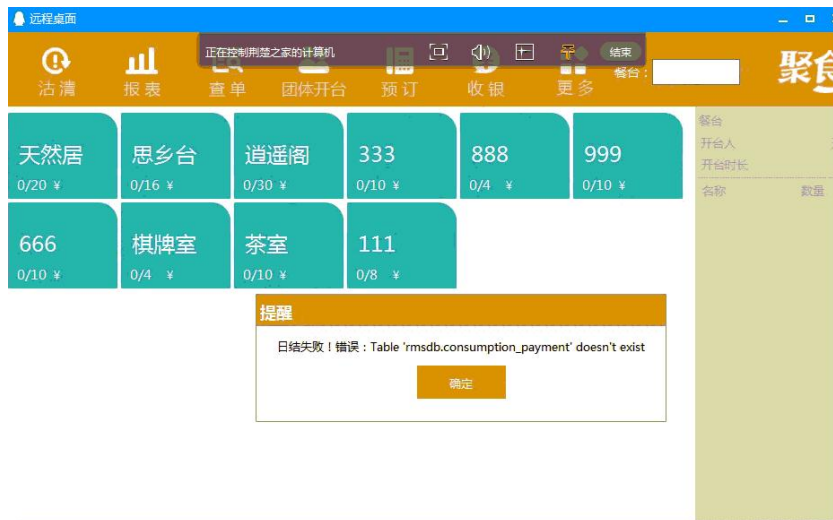 远程桌面
正在控制荆楚之家的计算机
结束
沽清
报表
查单
团体开台
预订
收银
更多
餐台：
聚食
天然居
0/20 ¥
思乡台
0/16 ¥
逍遥阁
0/30 ¥
333
0/10 ¥
888
0/4 ¥
999
0/10 ¥
666
0/10 ¥
棋牌室
0/4 ¥
茶室
0/10 ¥
111
0/8 ¥
餐台
开台人
开台时长
名称 数量
提醒
日结失败！错误：Table 'rmsdb.consumption_payment' doesn't exist
确定